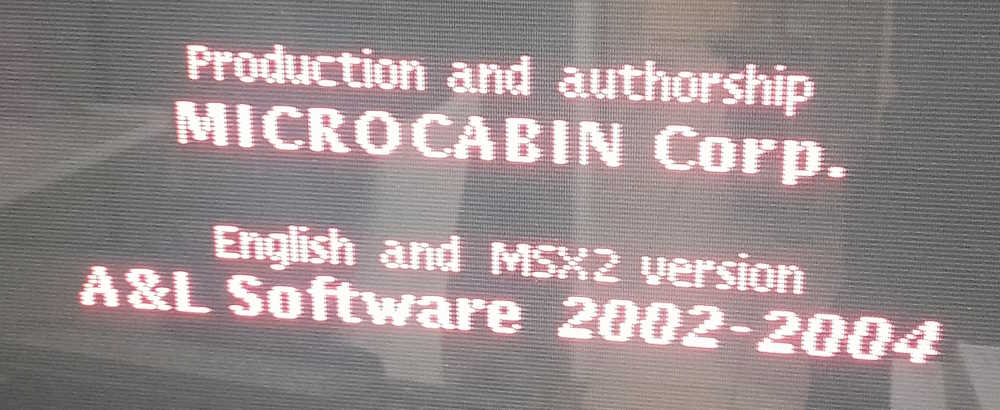 Production and authorship
MICROCABIN Corp.
English and MSX2 version
A&L Software 2002-2004